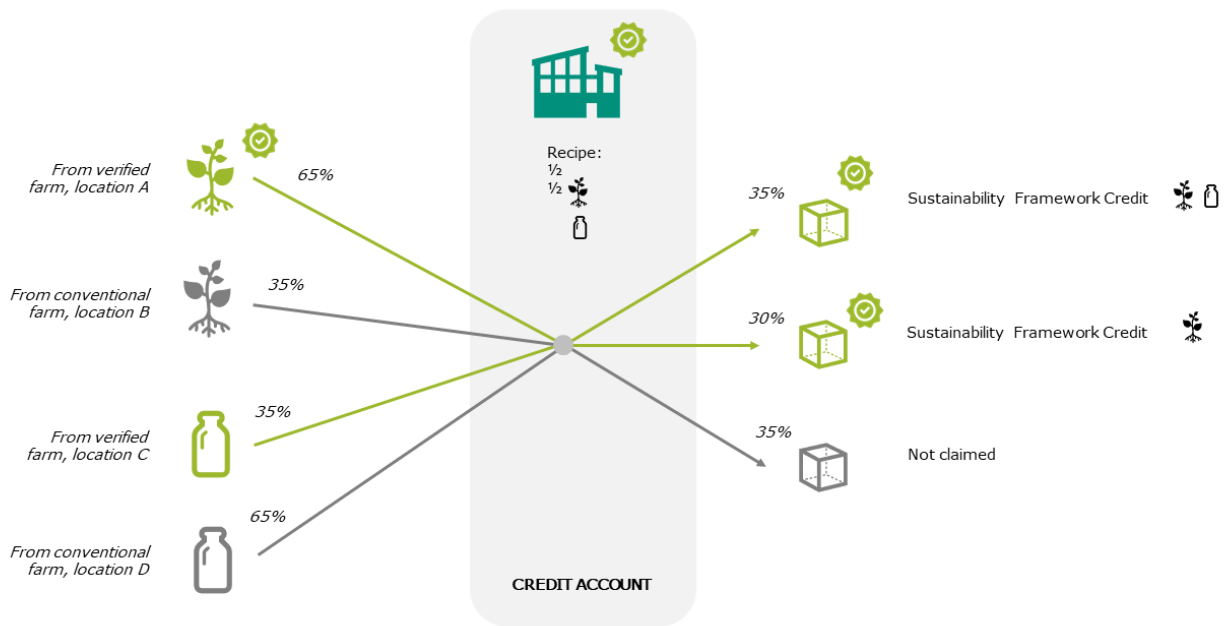 From verified
farm, location A
65%
From conventional
farm, location B
35%
From verified
farm, location C
35%
From conventional
farm, location D
65%
Recipe:
½
½
CREDIT ACCOUNT
35%
Sustainability Framework Credit
30%
Sustainability Framework Credit
35%
Not claimed